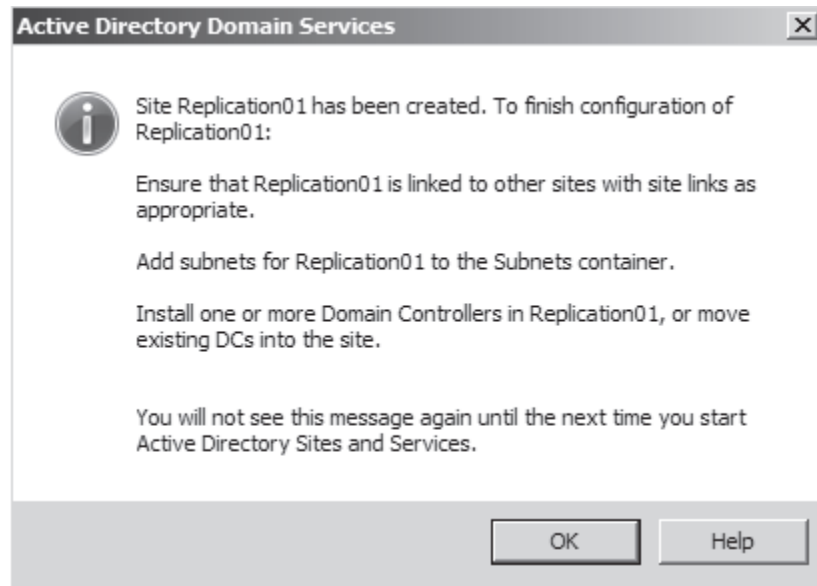 Active Directory Domain Services
Site Replication01 has been created. To finish configuration of
Replication01:
Ensure that Replication01 is linked to other sites with site links as
appropriate.
Add subnets for Replication01 to the Subnets container.
Install one or more Domain Controllers in Replication01, or move
existing DCs into the site.
You will not see this message again until the next time you start
Active Directory Sites and Services.
OK
Help